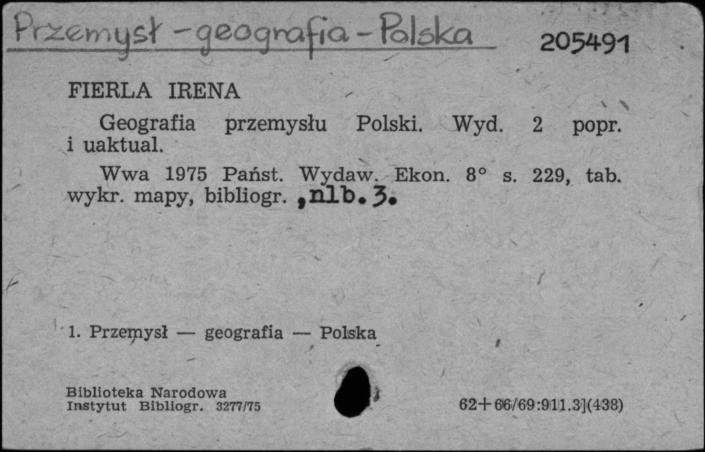 Przemysł - geografia - Polska
205491
FIERLA IRENA
Geografia przemysłu Polski. Wyd. 2 popr.
i uaktual.
Wwa 1975 Państ. Wydaw. Ekon. 8° s. 229, tab.
wykr. mapy, bibliogr. , nlb. 3.
1. Przemysł — geografia — Polska
Biblioteka Narodowa
Instytut Bibliogr. 3277/75
62+66/69:911.3](438)